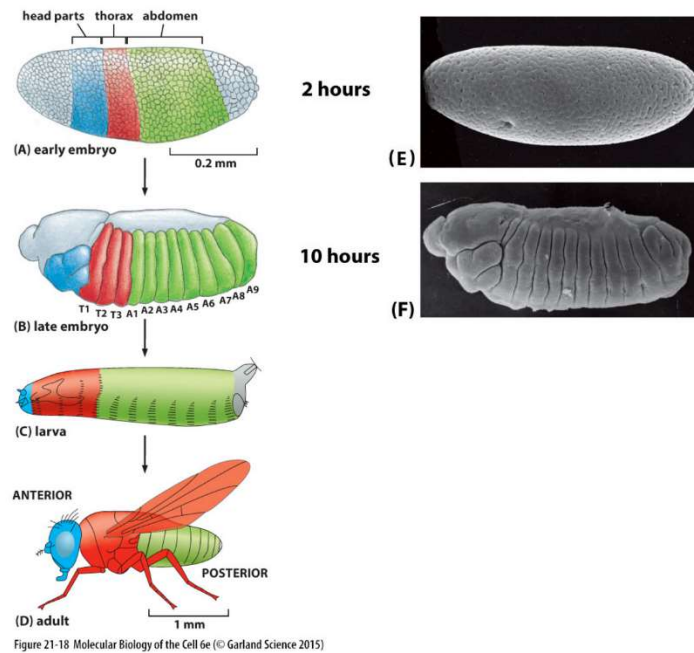 head parts thorax abdomen
2 hours
(A) early embryo
0.2 mm
(E)
10 hours
T1 T2 T3 A1 A2 A3 A4 A5 A6 A7 A8 A9
(B) late embryo
(F)
(C) larva
ANTERIOR
POSTERIOR
(D) adult
1 mm
Figure 21-18 Molecular Biology of the Cell 6e (© Garland Science 2015)